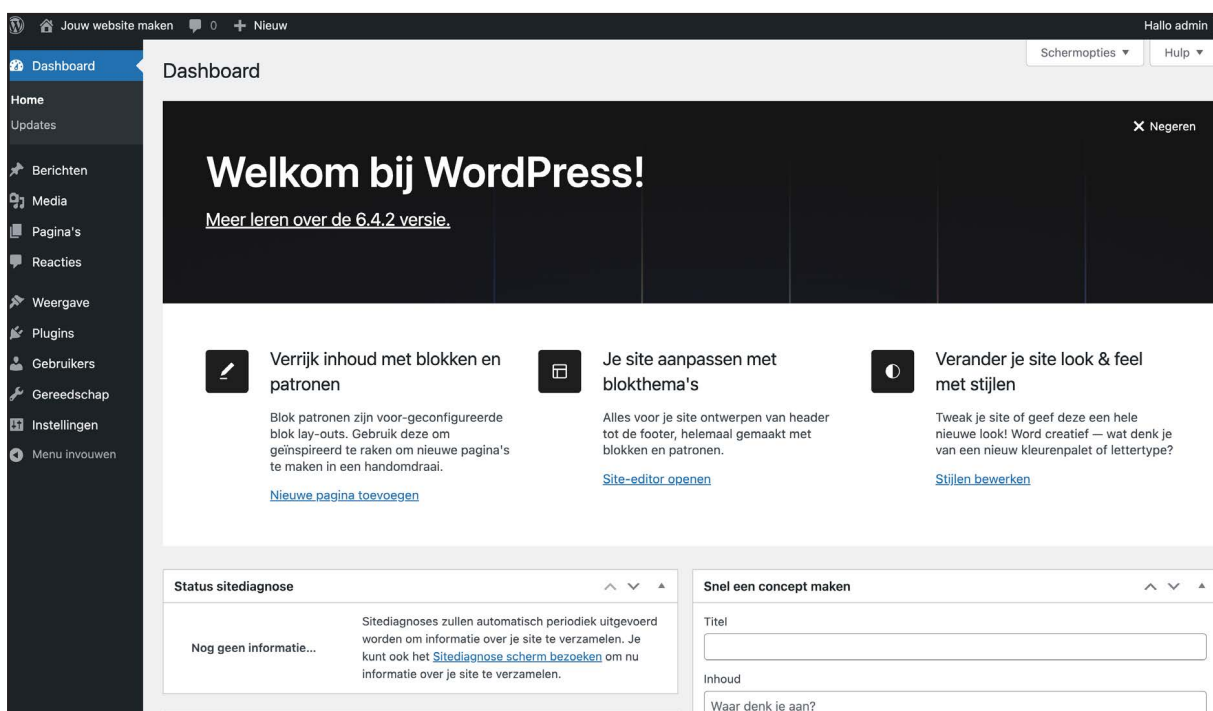 Jouw website maken 0 Nieuw Hallo admin
Dashboard
Home
Updates
Berichten
Media
Pagina's
Reacties
Weergave
Plugins
Gebruikers
Gereedschap
Instellingen
Menu invouwen
Schermopties Hulp
Dashboard
Negeren
Welkom bij WordPress!
Meer leren over de 6.4.2 versie.
Verrijk inhoud met blokken en
patronen
Blok patronen zijn voor-geconfigureerde
blok lay-outs. Gebruik deze om
geïnspireerd te raken om nieuwe pagina's
te maken in een handomdraai.
Nieuwe pagina toevoegen
Je site aanpassen met
blokthema's
Alles voor je site ontwerpen van header
tot de footer, helemaal gemaakt met
blokken en patronen.
Site-editor openen
Verander je site look & feel
met stijlen
Tweak je site of geef deze een hele
nieuwe look! Word creatief — wat denk je
van een nieuw kleurenpalet of lettertype?
Stijlen bewerken
Status sitediagnose
Nog geen informatie...
Sitediagnoses zullen automatisch periodiek uitgevoerd
worden om informatie over je site te verzamelen. Je
kunt ook het Sitediagnose scherm bezoeken om nu
informatie over je site te verzamelen.
Snel een concept maken
Titel
Inhoud
Waar denk je aan?